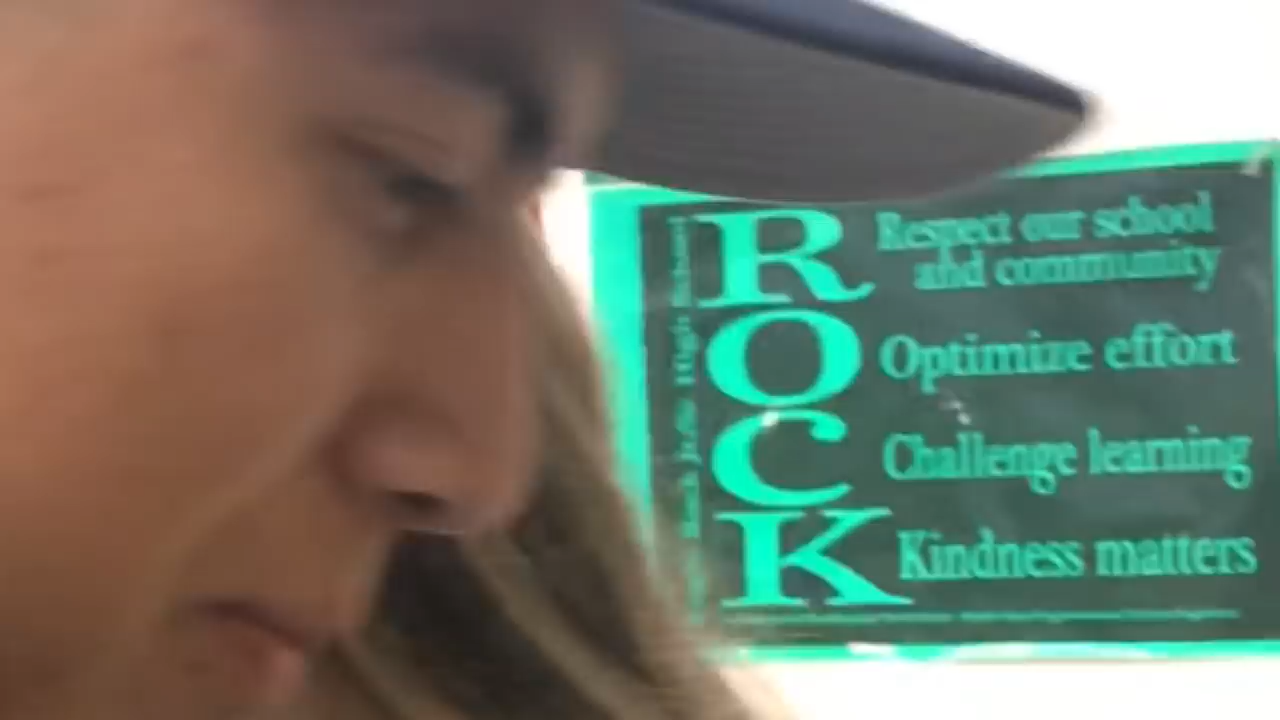 R
Respect our school
and community
O
Optimize effort
C
Challenge learning
K
Kindness matters